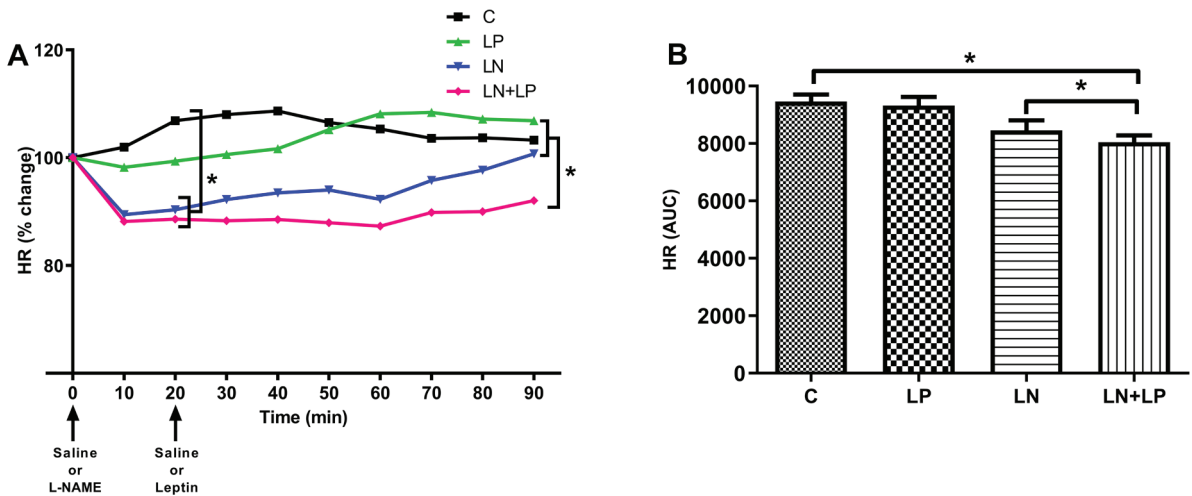 A
C
LP
LN
LN+LP
120
100
80
HR (% change)
*
*
0 10 20 30 40 50 60 70 80 90
Time (min)
Saline
or
L-NAME
Saline
or
Leptin
B
*
*
10000
8000
6000
4000
2000
0
HR (AUC)
C LP LN LN+LP